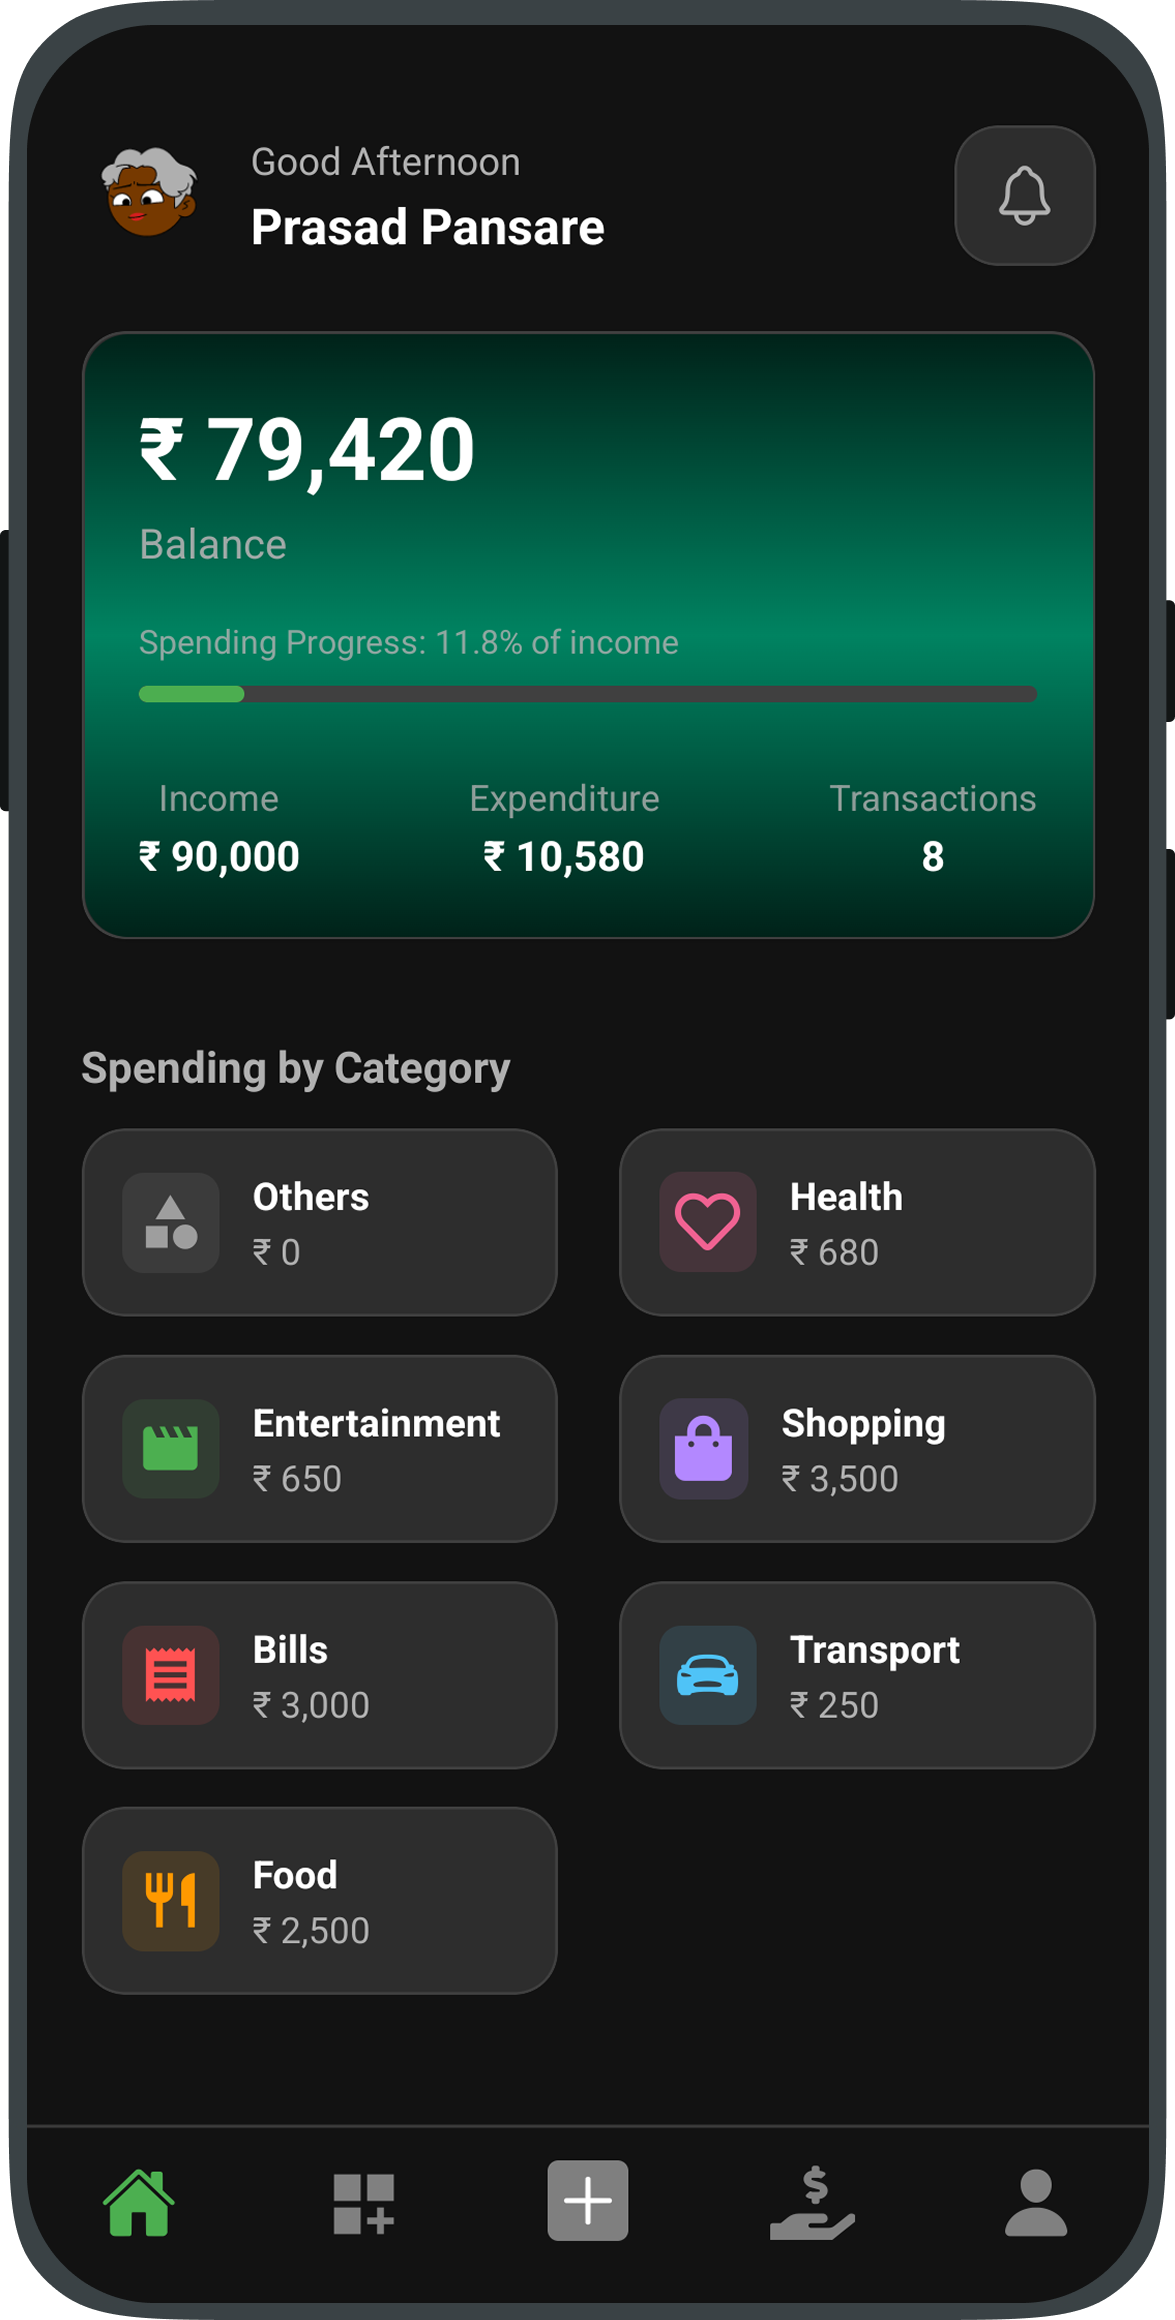 Good Afternoon
Prasad Pansare
₹ 79,420
Balance
Spending Progress: 11.8% of income
Income Expenditure Transactions
₹ 90,000 ₹ 10,580 8
Spending by Category
Others
₹ 0
Health
₹ 680
Entertainment
₹ 650
Shopping
₹ 3,500
Bills
₹ 3,000
Transport
₹ 250
Food
₹ 2,500